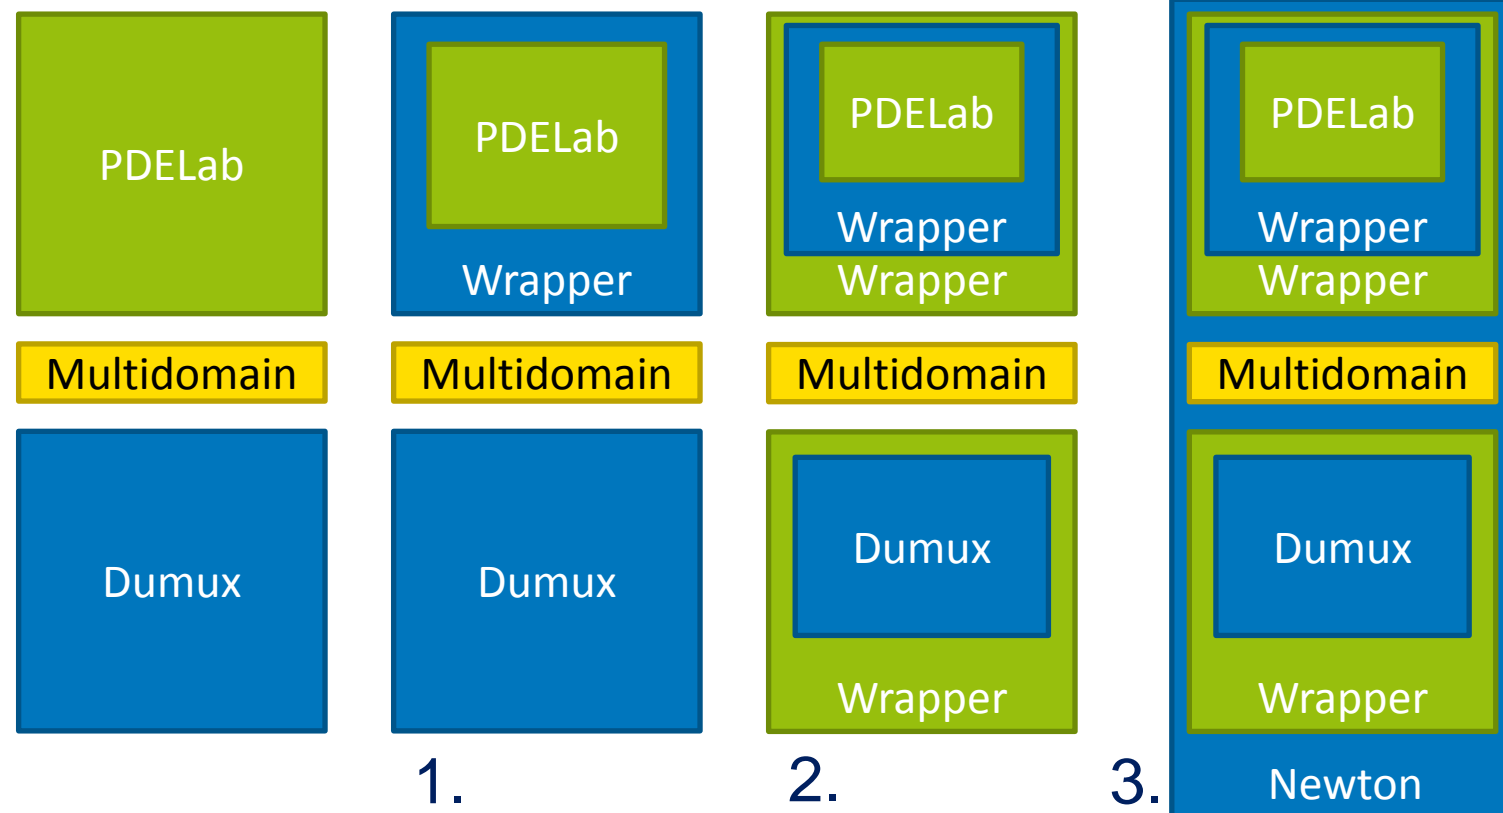 PDELab
Multidomain
Dumux
PDELab
Wrapper
Multidomain
Dumux
1.
PDELab
Wrapper
Wrapper
Multidomain
Dumux
Wrapper
2.
PDELab
Wrapper
Wrapper
Multidomain
Dumux
Wrapper
3.
Newton